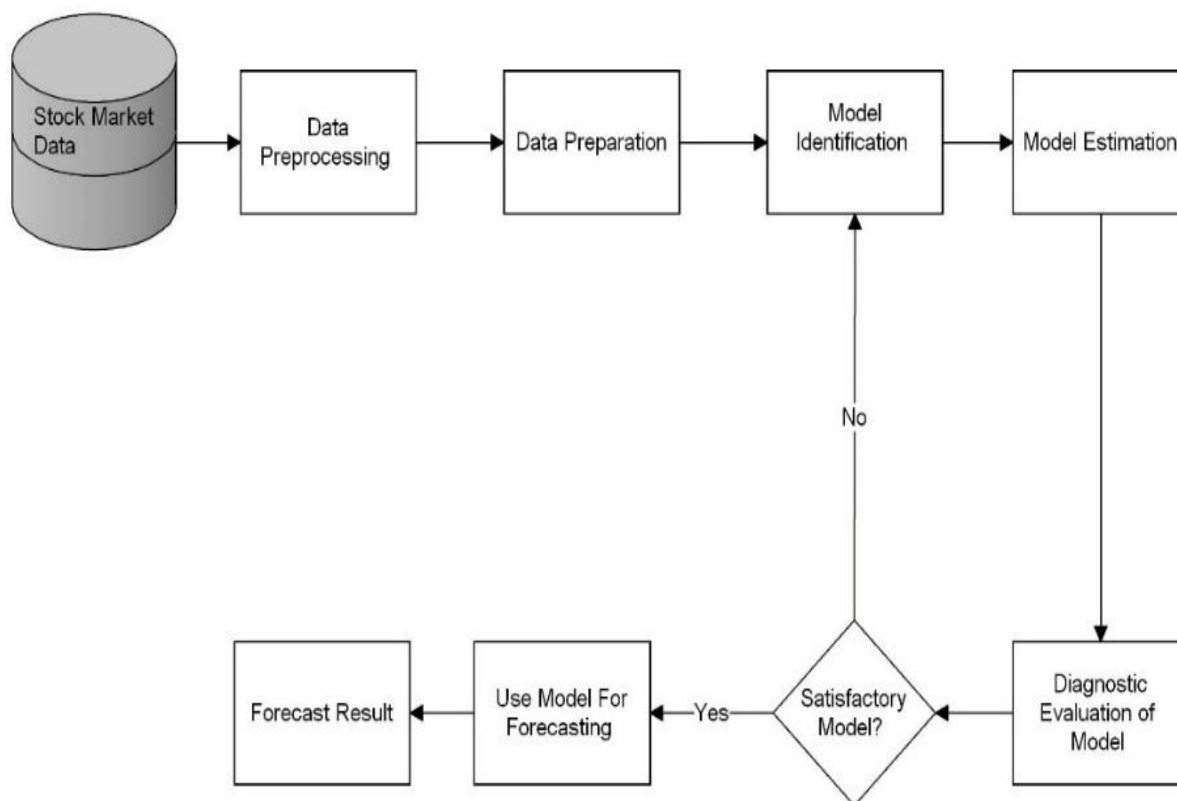 Stock Market
Data
Data
Preprocessing
Data Preparation
Model
Identification
Model Estimation
No
Diagnostic
Evaluation of
Model
Satisfactory
Model?
Yes
Use Model For
Forecasting
Forecast Result